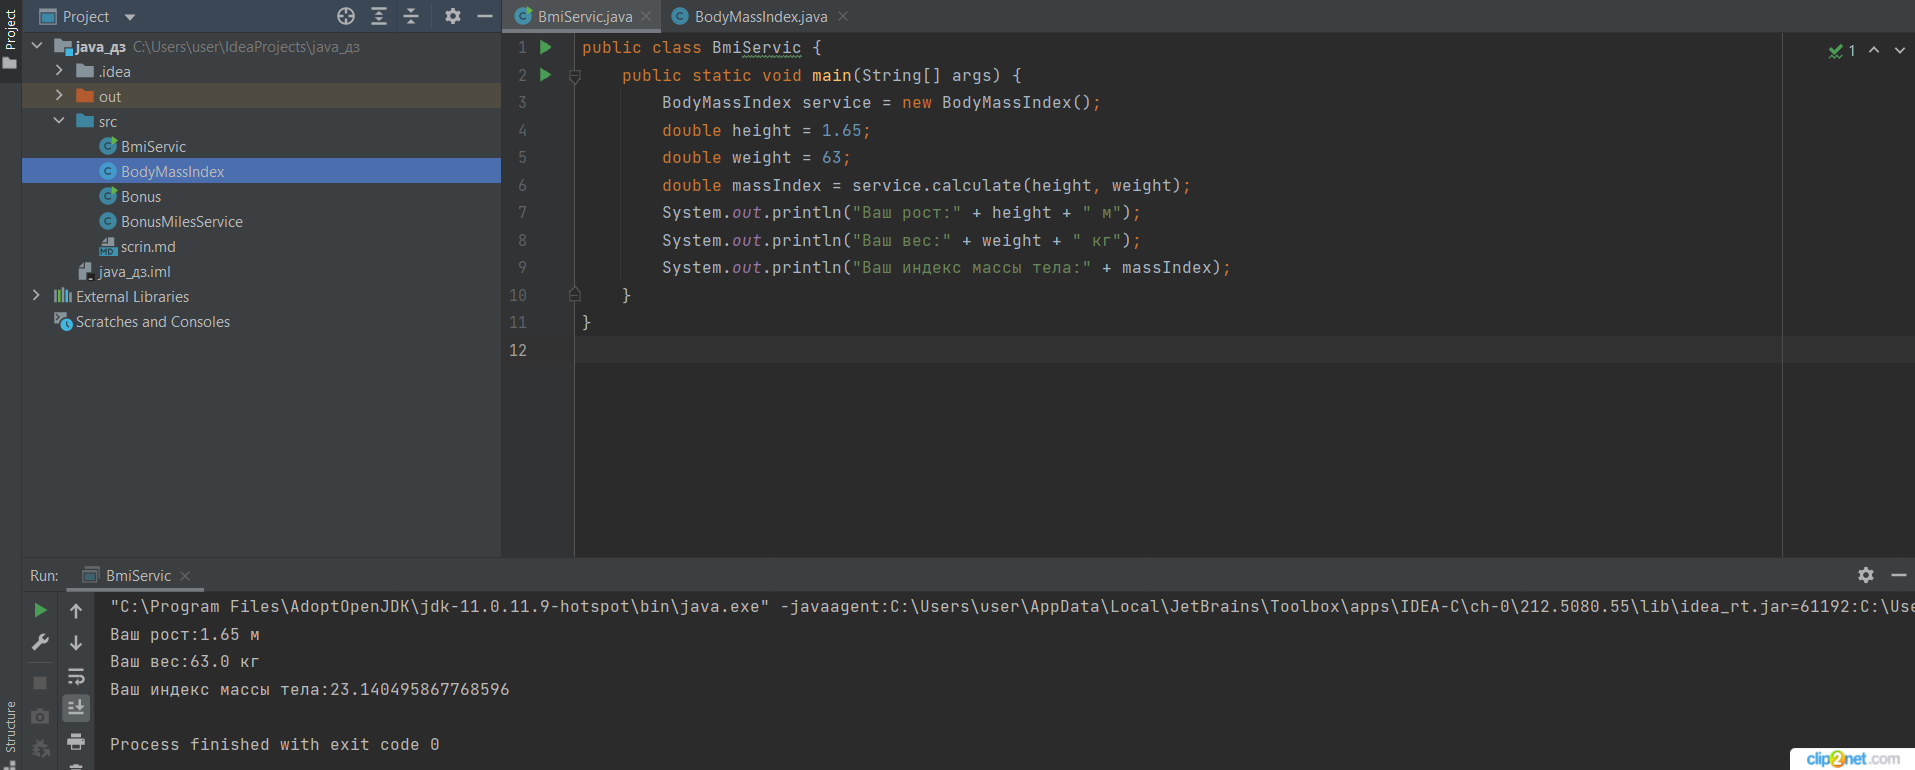 Project
Project
java_дз C:\Users\user\IdeaProjects\java_дз
.idea
out
src
BmiServic
BodyMassIndex
Bonus
BonusMilesService
scrin.md
java_дз.iml
External Libraries
Scratches and Consoles
BmiServic.java
BodyMassIndex.java
1 public class BmiServic {
2 public static void main(String[] args) {
3 BodyMassIndex service = new BodyMassIndex();
4 double height = 1.65;
5 double weight = 63;
6 double massIndex = service.calculate(height, weight);
7 System.out.println("Ваш рост:" + height + " м");
8 System.out.println("Ваш вес:" + weight + " кг");
9 System.out.println("Ваш индекс массы тела:" + massIndex);
10 }
11 }
12
1
Run: BmiServic
"C:\Program Files\AdoptOpenJDK\jdk-11.0.11.9-hotspot\bin\java.exe" -javaagent:C:\Users\user\AppData\Local\JetBrains\Toolbox\apps\IDEA-C\ch-0\212.5080.55\lib\idea_rt.jar=61192:C:\Use
Ваш рост:1.65 м
Ваш вес:63.0 кг
Ваш индекс массы тела:23.140495867768596
Process finished with exit code 0
Structure
clip2net.com